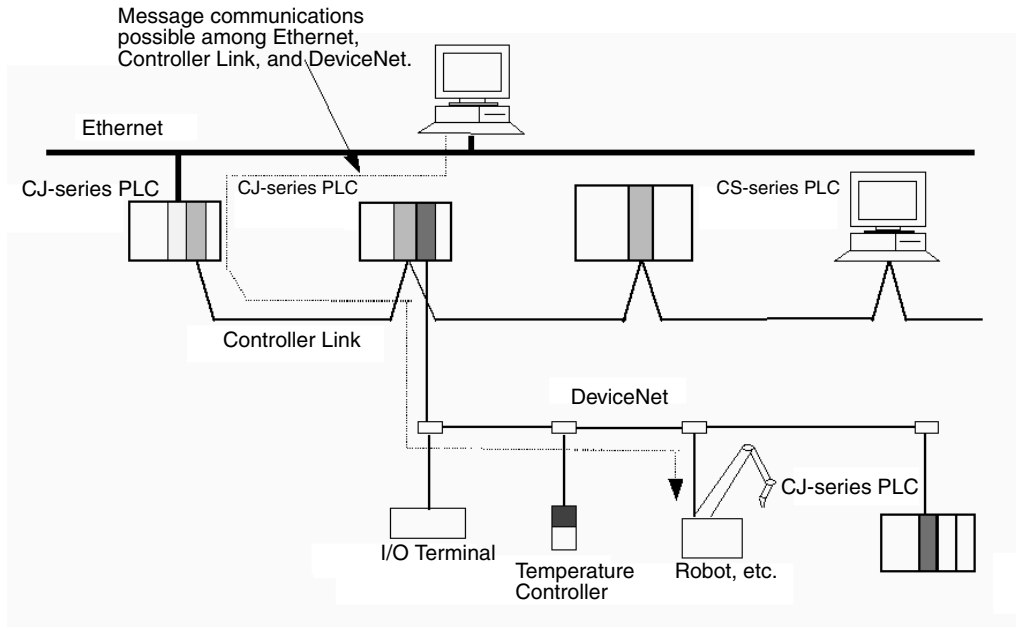 Message communications
possible among Ethernet,
Controller Link, and DeviceNet.
Ethernet
CJ-series PLC
CJ-series PLC
CS-series PLC
Controller Link
DeviceNet
CJ-series PLC
I/O Terminal
Temperature
Controller
Robot, etc.